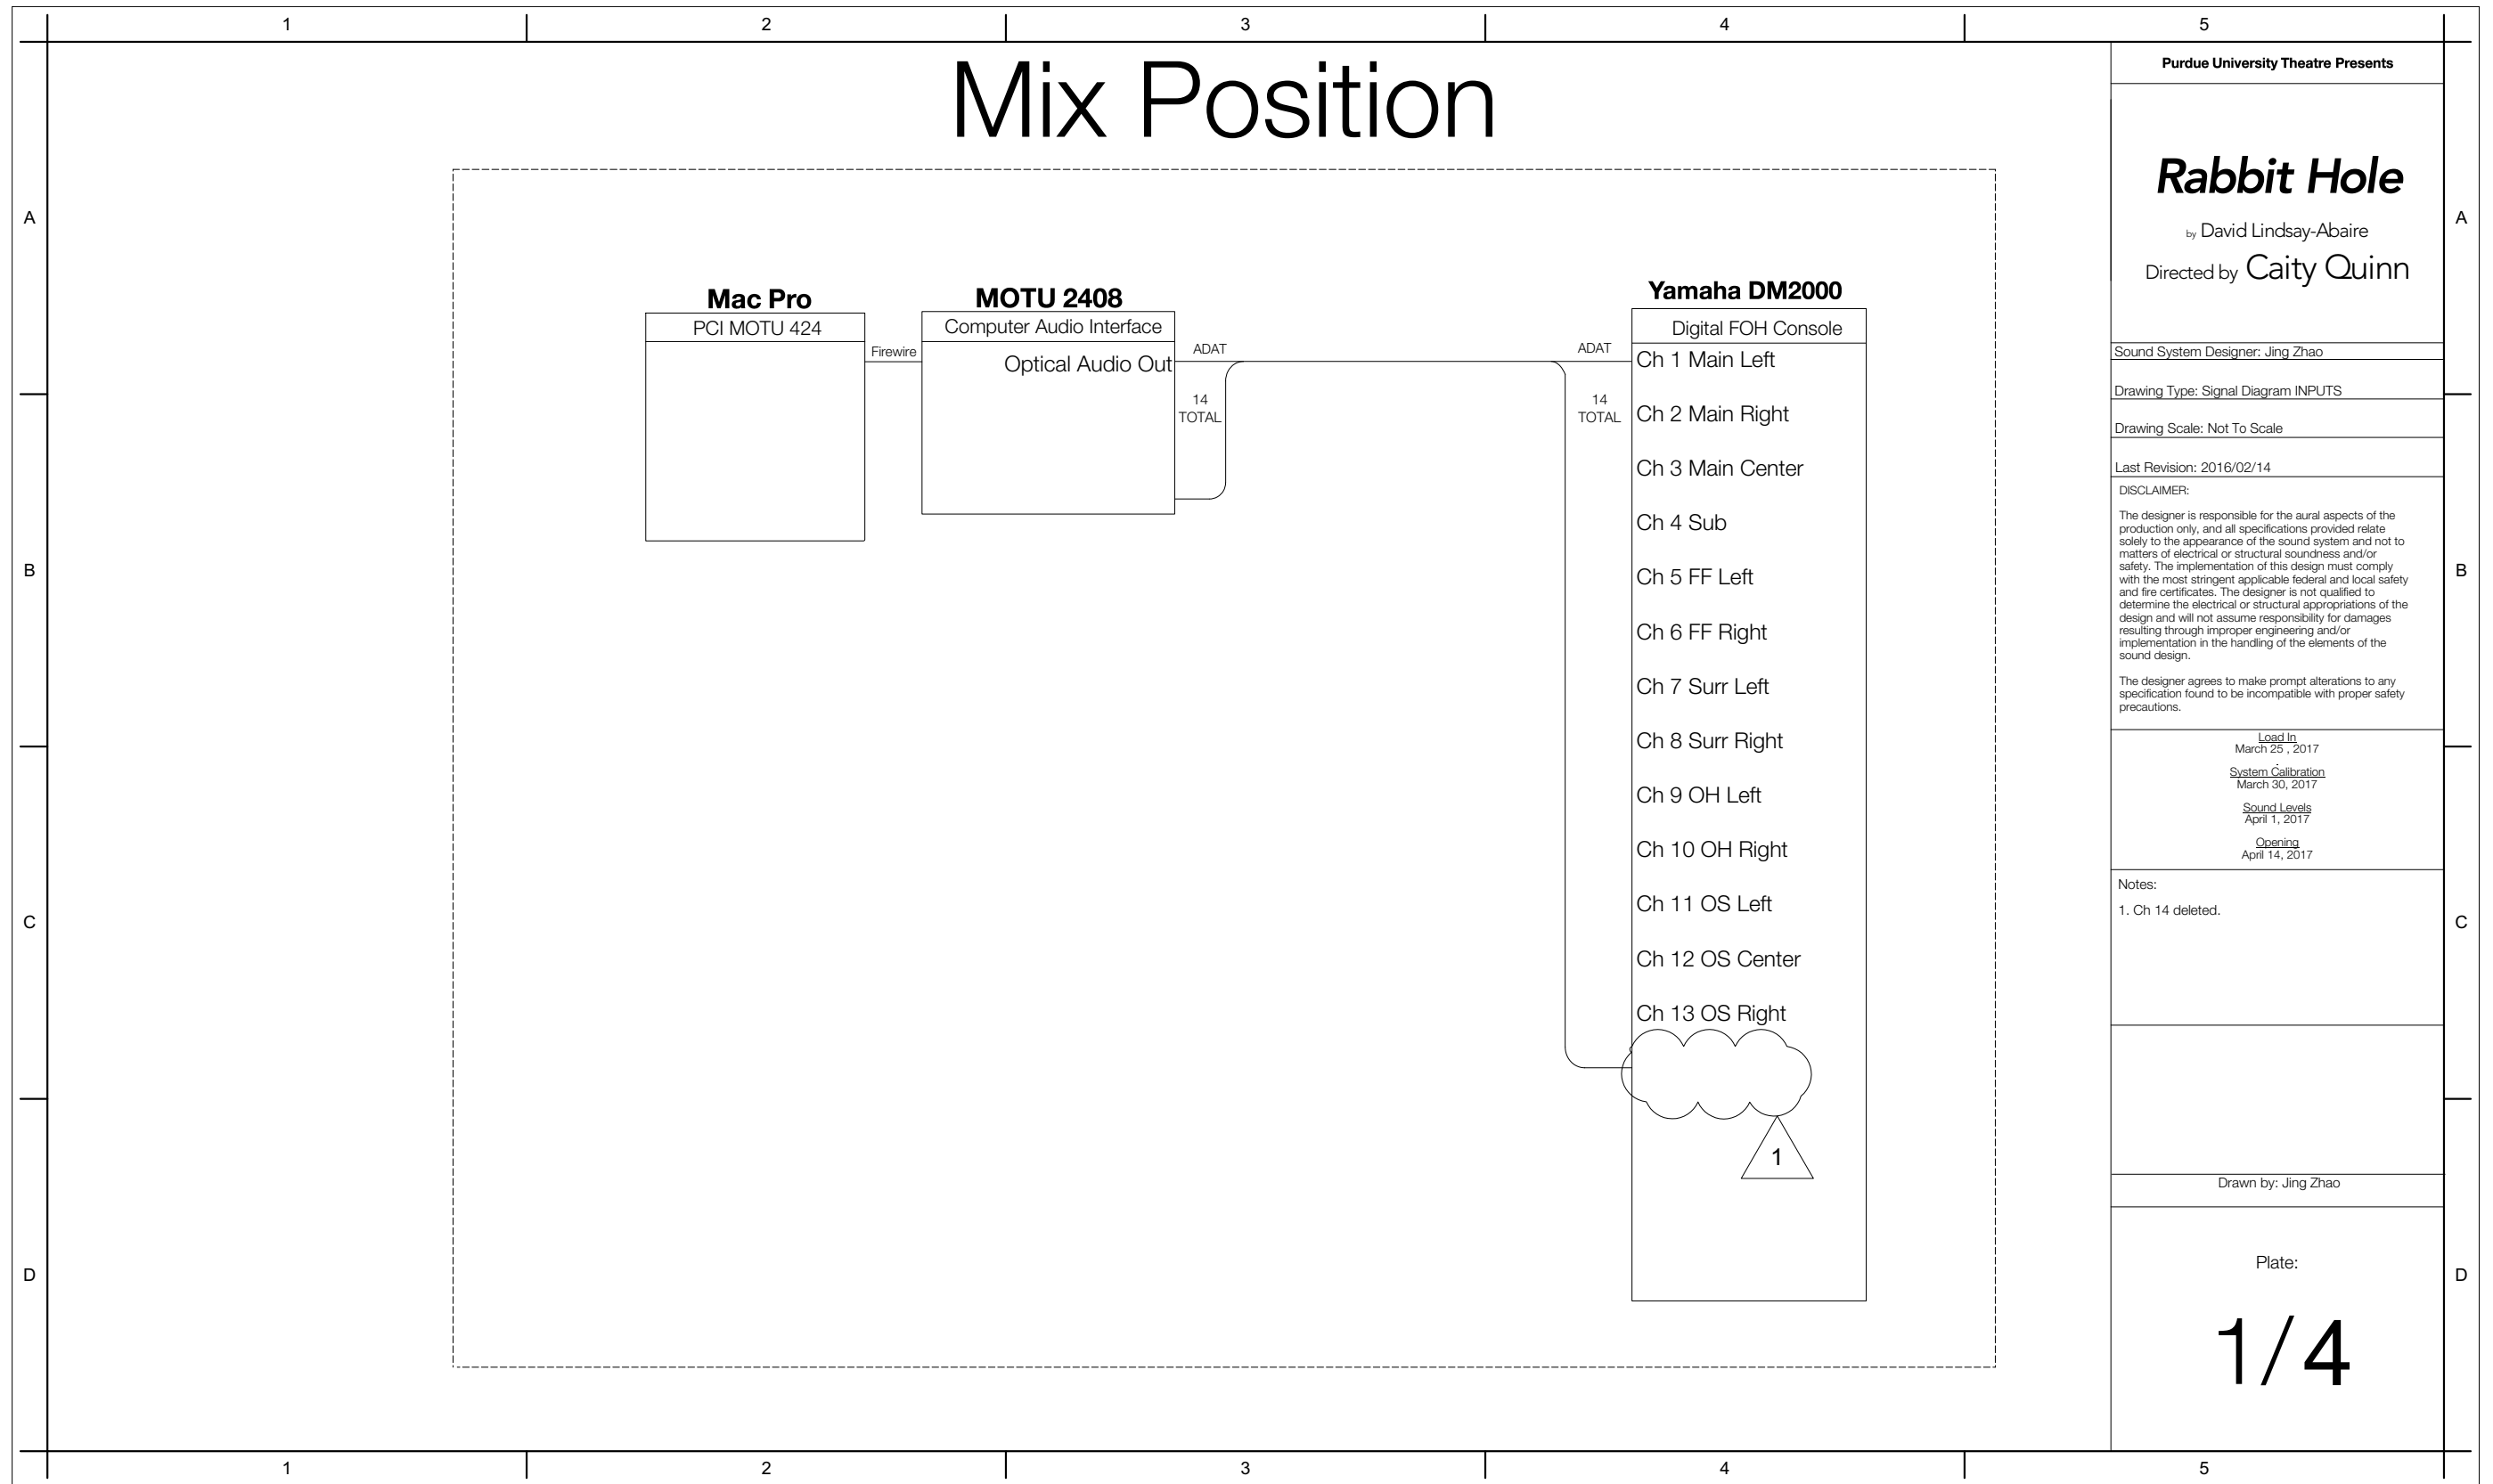 1 2 3 4 5
Mix Position
A
B
C
D
Mac Pro
PCI MOTU 424
Firewire
MOTU 2408
Computer Audio Interface
Optical Audio Out
ADAT
14
TOTAL
ADAT
14
TOTAL
Yamaha DM2000
Digital FOH Console
Ch 1 Main Left
Ch 2 Main Right
Ch 3 Main Center
Ch 4 Sub
Ch 5 FF Left
Ch 6 FF Right
Ch 7 Surr Left
Ch 8 Surr Right
Ch 9 OH Left
Ch 10 OH Right
Ch 11 OS Left
Ch 12 OS Center
Ch 13 OS Right
1
Purdue University Theatre Presents
Rabbit Hole
by David Lindsay-Abaire
Directed by Caity Quinn
Sound System Designer: Jing Zhao
Drawing Type: Signal Diagram INPUTS
Drawing Scale: Not To Scale
Last Revision: 2016/02/14
DISCLAIMER:
The designer is responsible for the aural aspects of the
production only, and all specifications provided relate
solely to the appearance of the sound system and not to
matters of electrical or structural soundness and/or
safety. The implementation of this design must comply
with the most stringent applicable federal and local safety
and fire certificates. The designer is not qualified to
determine the electrical or structural appropriations of the
design and will not assume responsibility for damages
resulting through improper engineering and/or
implementation in the handling of the elements of the
sound design.
The designer agrees to make prompt alterations to any
specification found to be incompatible with proper safety
precautions.
Load In
March 25 , 2017
.
System Calibration
March 30, 2017
Sound Levels
April 1, 2017
Opening
April 14, 2017
Notes:
1. Ch 14 deleted.
Drawn by: Jing Zhao
Plate:
1/4
A
B
C
D
1 2 3 4 5